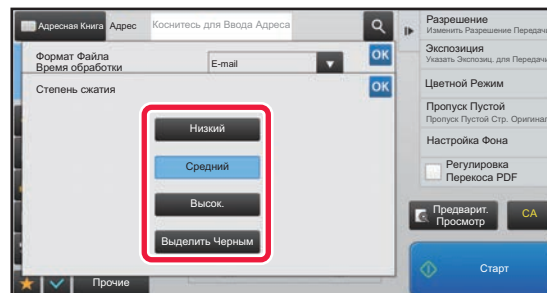 Адресная Книга Адрес Коснитесь для Ввода Адреса
Формат Файла
Время обработки
E-mail
OK
Степень сжатия
OK
Низкий
Средний
Высок.
Выделить Черным
Прочие
Разрешение
Изменить Разрешение Передачи
Экспозиция
Указать Экспозиц. для Передачи
Цветной Режим
Пропуск Пустой
Пропуск Пустой Стр. Оригинал
Настройка Фона
Регулировка
Перекоса PDF
Предварит.
Просмотр
CA
Старт